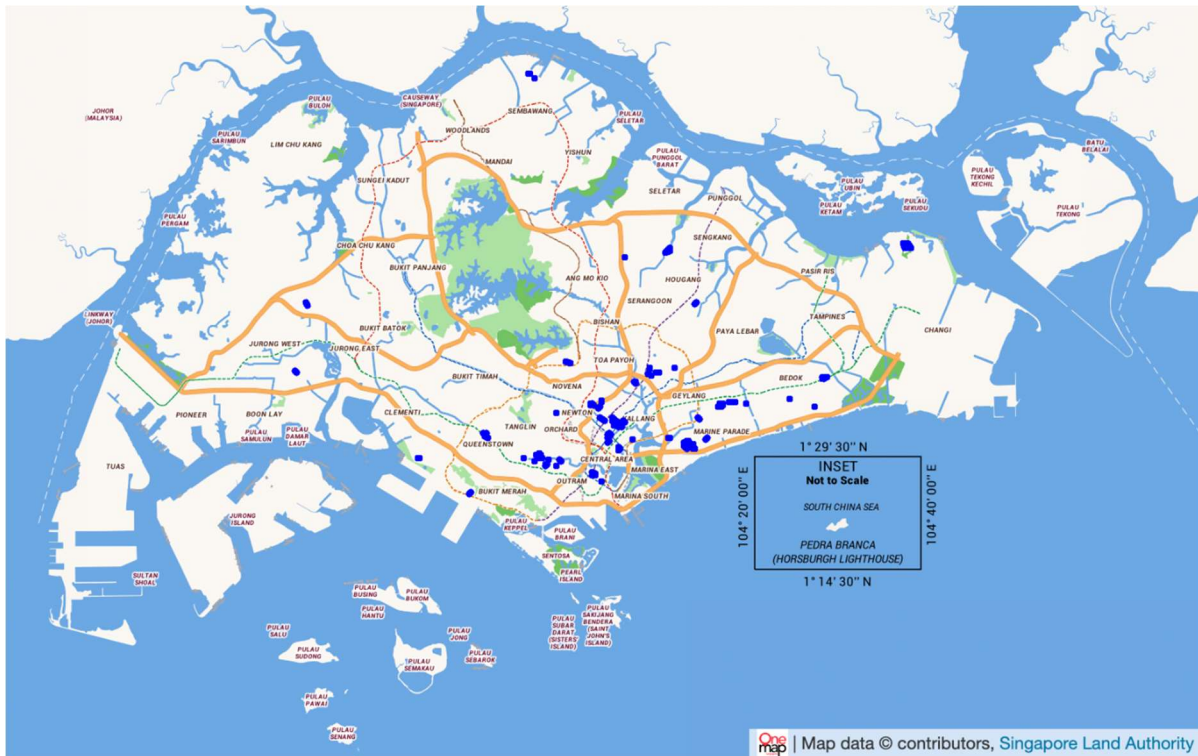 SEMBAWANG
PULAU
BULOH
CAUSEWAY
(SINGAPORE)
JOHOR
(MALAYSIA)
PULAU
SARIMBUN
LIM CHU KANG
WOODLANDS
PULAU
SELETAR
MANDAI
YISHUN
PULAU
PUNGGOL
BARAT
BATU
BELALAI
SUNGEI KADUT
SELETAR
PUNGGOL
PULAU
UBIN
PULAU
KETAM
PULAU
SEKUDU
PULAU
TEKONG
KECHIL
PULAU
TEKONG
PULAU
PERGAM
CHOA CHU KANG
BUKIT PANJANG
SENGKANG
HOUGANG
ANG MO KIO
PASIR RIS
SERANGOON
LINKWAY
(JOHOR)
BUKIT BATOK
BISHAN
PAYA LEBAR
TAMPINES
CHANGI
JURONG WEST
JURONG EAST
TOA PAYOH
BUKIT TIMAH
NOVENA
BEDOK
GEYLANG
PIONEER
BOON LAY
CLEMENTI
TANGLIN
NEWTON
KALLANG
ORCHARD
MARINE PARADE
PULAU
SAMULUN
PULAU
DAMAR
LAUT
QUEENSTOWN
CENTRAL AREA
TUAS
MARINA EAST
OUTRAM
BUKIT MERAH
MARINA SOUTH
JURONG
ISLAND
PULAU
KEPPEL
PULAU
BRANI
SENTOSA
PEARL
ISLAND
SULTAN
SHOAL
PULAU
BUSING
PULAU
BUKOM
PULAU
HANTU
PULAU
SUBAR
DARAT
(SISTERS'
ISLAND)
PULAU
SAKIJANG
BENDERA
(SAINT
JOHN'S
ISLAND)
PULAU
SALU
PULAU
SUDONG
PULAU
JONG
PULAU
SEMAKAU
PULAU
SEBAROK
PULAU
PAWAI
PULAU
SENANG
1° 29' 30'' N
104° 20' 00'' E
INSET
Not to Scale
SOUTH CHINA SEA
PEDRA BRANCA
(HORSBURGH LIGHTHOUSE)
104° 40' 00'' E
1° 14' 30'' N
One
map
| Map data © contributors, Singapore Land Authority